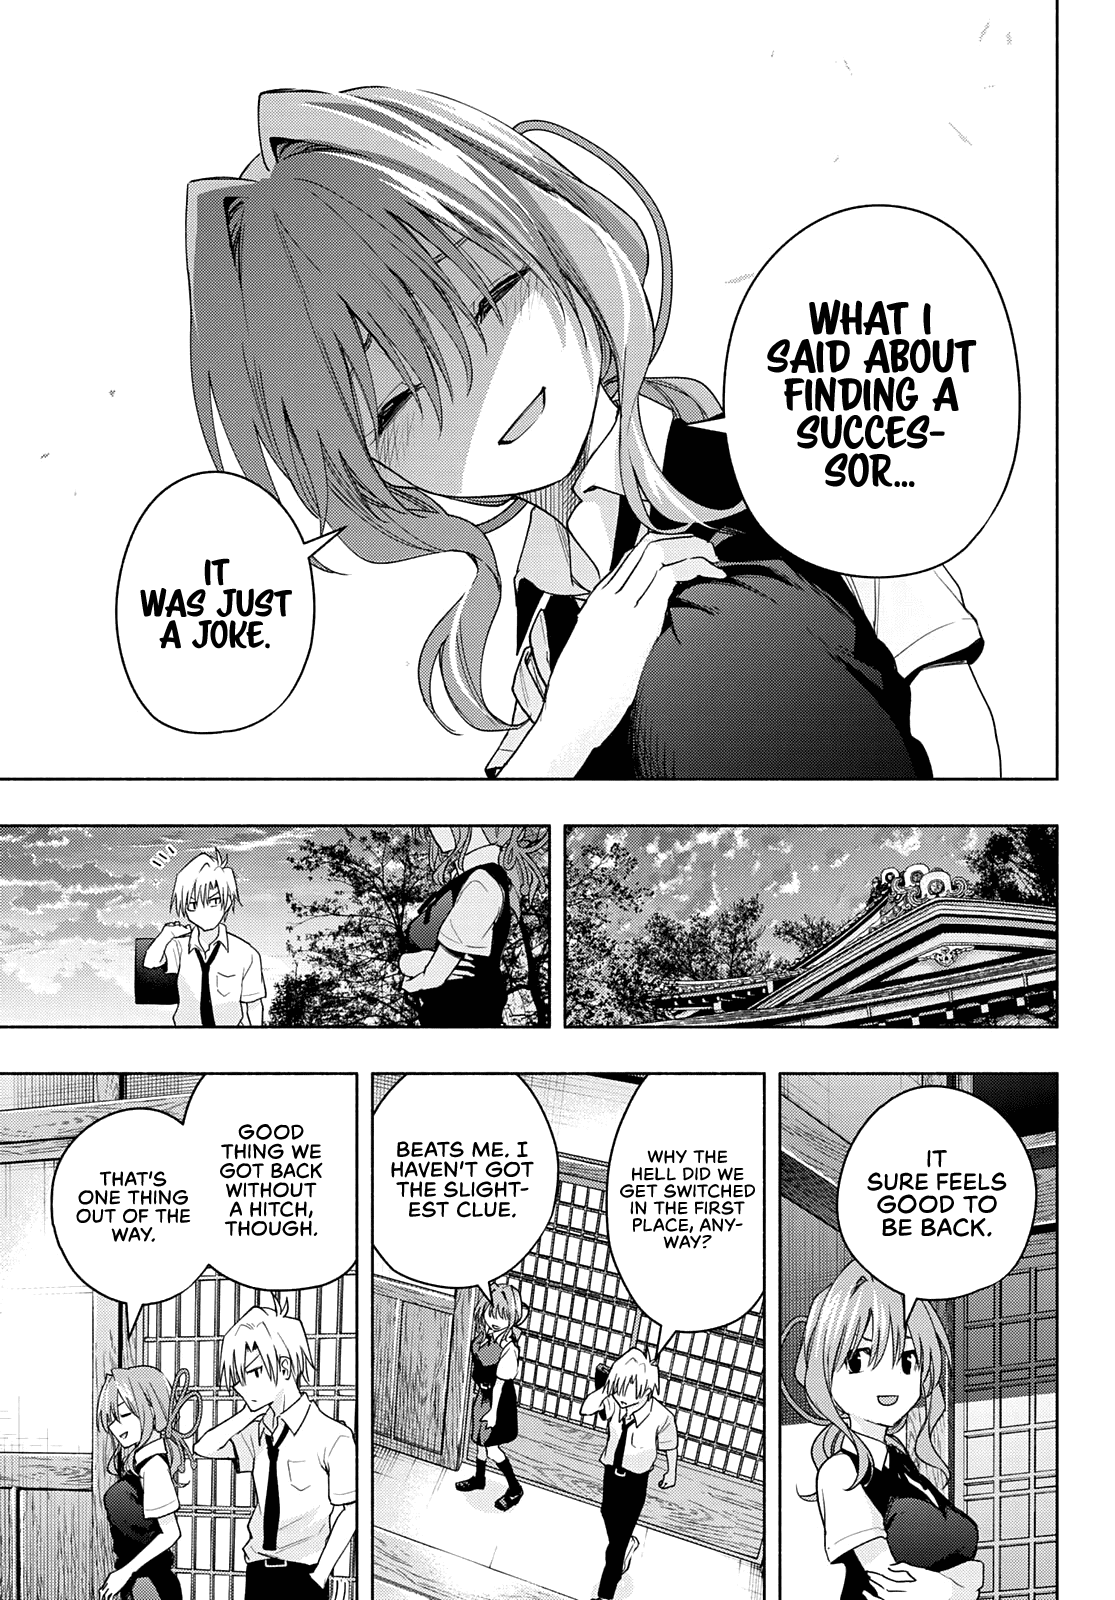 WHAT I
SAID ABOUT
FINDING A
SUCCES-
SOR...
IT
WAS JUST
A JOKE.
IT
SURE FEELS
GOOD TO
BE BACK.
WHY THE
HELL DID WE
GET SWITCHED
IN THE FIRST
PLACE, ANY-
WAY?
BEATS ME. I
HAVEN'T GOT
THE SLIGHT-
EST CLUE.
GOOD
THING WE
GOT BACK
WITHOUT
A HITCH,
THOUGH.
THAT'S
ONE THING
OUT OF THE
WAY.